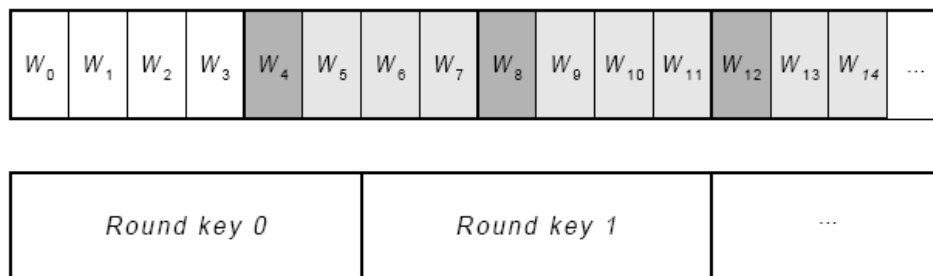 W₀ W₁ W₂ W₃ W₄ W₅ W₆ W₇ W₈ W₉ W₁₀ W₁₁ W₁₂ W₁₃ W₁₄ ...
Round key 0 Round key 1 ...